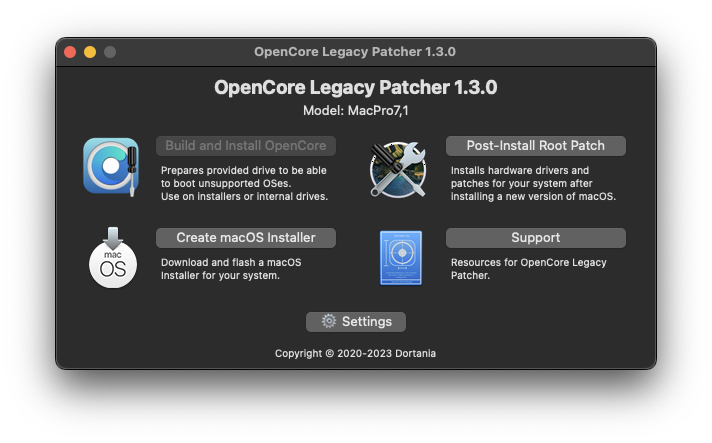 OpenCore Legacy Patcher 1.3.0
OpenCore Legacy Patcher 1.3.0
Model: MacPro7,1
Build and Install OpenCore
Prepares provided drive to be able
to boot unsupported OSes.
Use on installers or internal drives.
Post-Install Root Patch
Installs hardware drivers and
patches for your system after
installing a new version of macOS.
mac
OS
Create macOS Installer
Download and flash a macOS
Installer for your system.
Support
Resources for OpenCore Legacy
Patcher.
Settings
Copyright © 2020-2023 Dortania